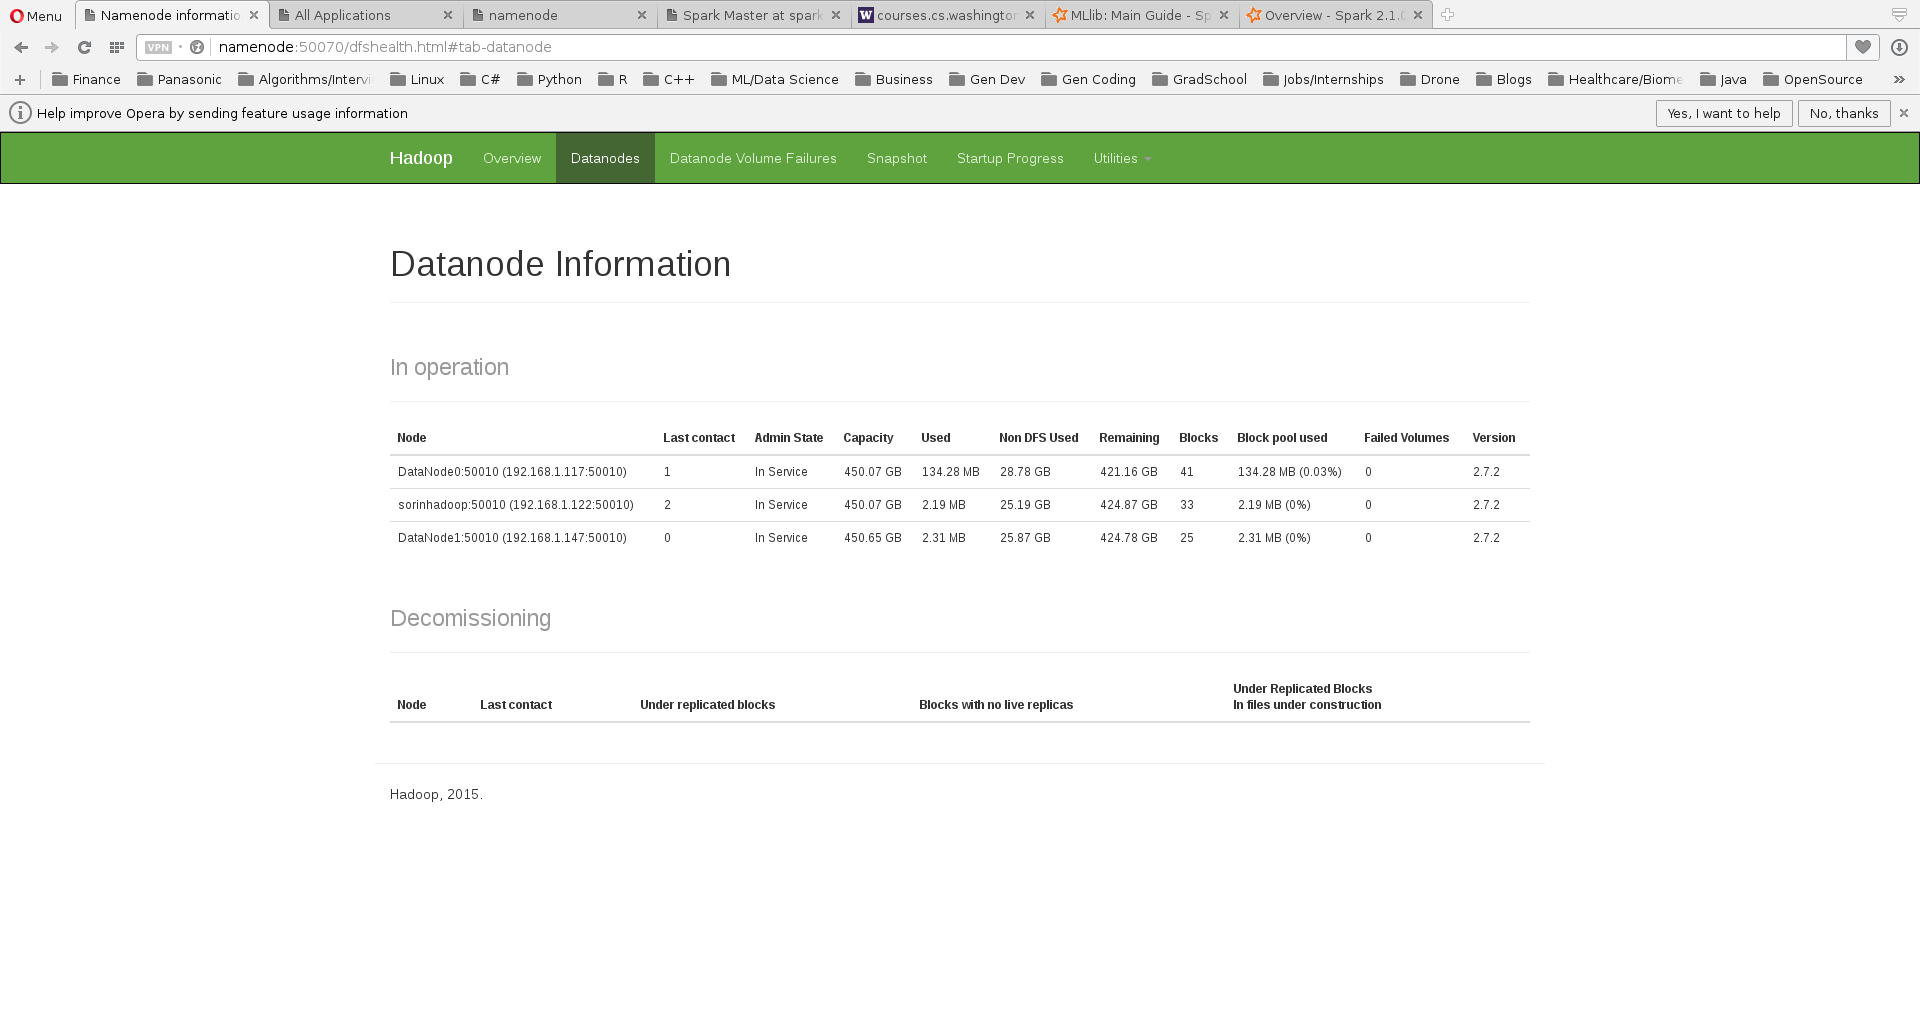 Menu Namenode informatio All Applications namenode Spark Master at spark courses.cs.washington MLlib: Main Guide - Sp Overview - Spark 2.1.0
VPN namenode:50070/dfshealth.html#tab-datanode
Finance Panasonic Algorithms/Intervi Linux C# Python R C++ ML/Data Science Business Gen Dev Gen Coding GradSchool Jobs/Internships Drone Blogs Healthcare/Biome Java OpenSource
Help improve Opera by sending feature usage information Yes, I want to help No, thanks
Hadoop Overview Datanodes Datanode Volume Failures Snapshot Startup Progress Utilities
Datanode Information
In operation
Node Last contact Admin State Capacity Used Non DFS Used Remaining Blocks Block pool used Failed Volumes Version
DataNode0:50010 (192.168.1.117:50010) 1 In Service 450.07 GB 134.28 MB 28.78 GB 421.16 GB 41 134.28 MB (0.03%) 0 2.7.2
sorinhadoop:50010 (192.168.1.122:50010) 2 In Service 450.07 GB 2.19 MB 25.19 GB 424.87 GB 33 2.19 MB (0%) 0 2.7.2
DataNode1:50010 (192.168.1.147:50010) 0 In Service 450.65 GB 2.31 MB 25.87 GB 424.78 GB 25 2.31 MB (0%) 0 2.7.2
Decomissioning
Node Last contact Under replicated blocks Blocks with no live replicas Under Replicated Blocks
In files under construction
Hadoop, 2015.